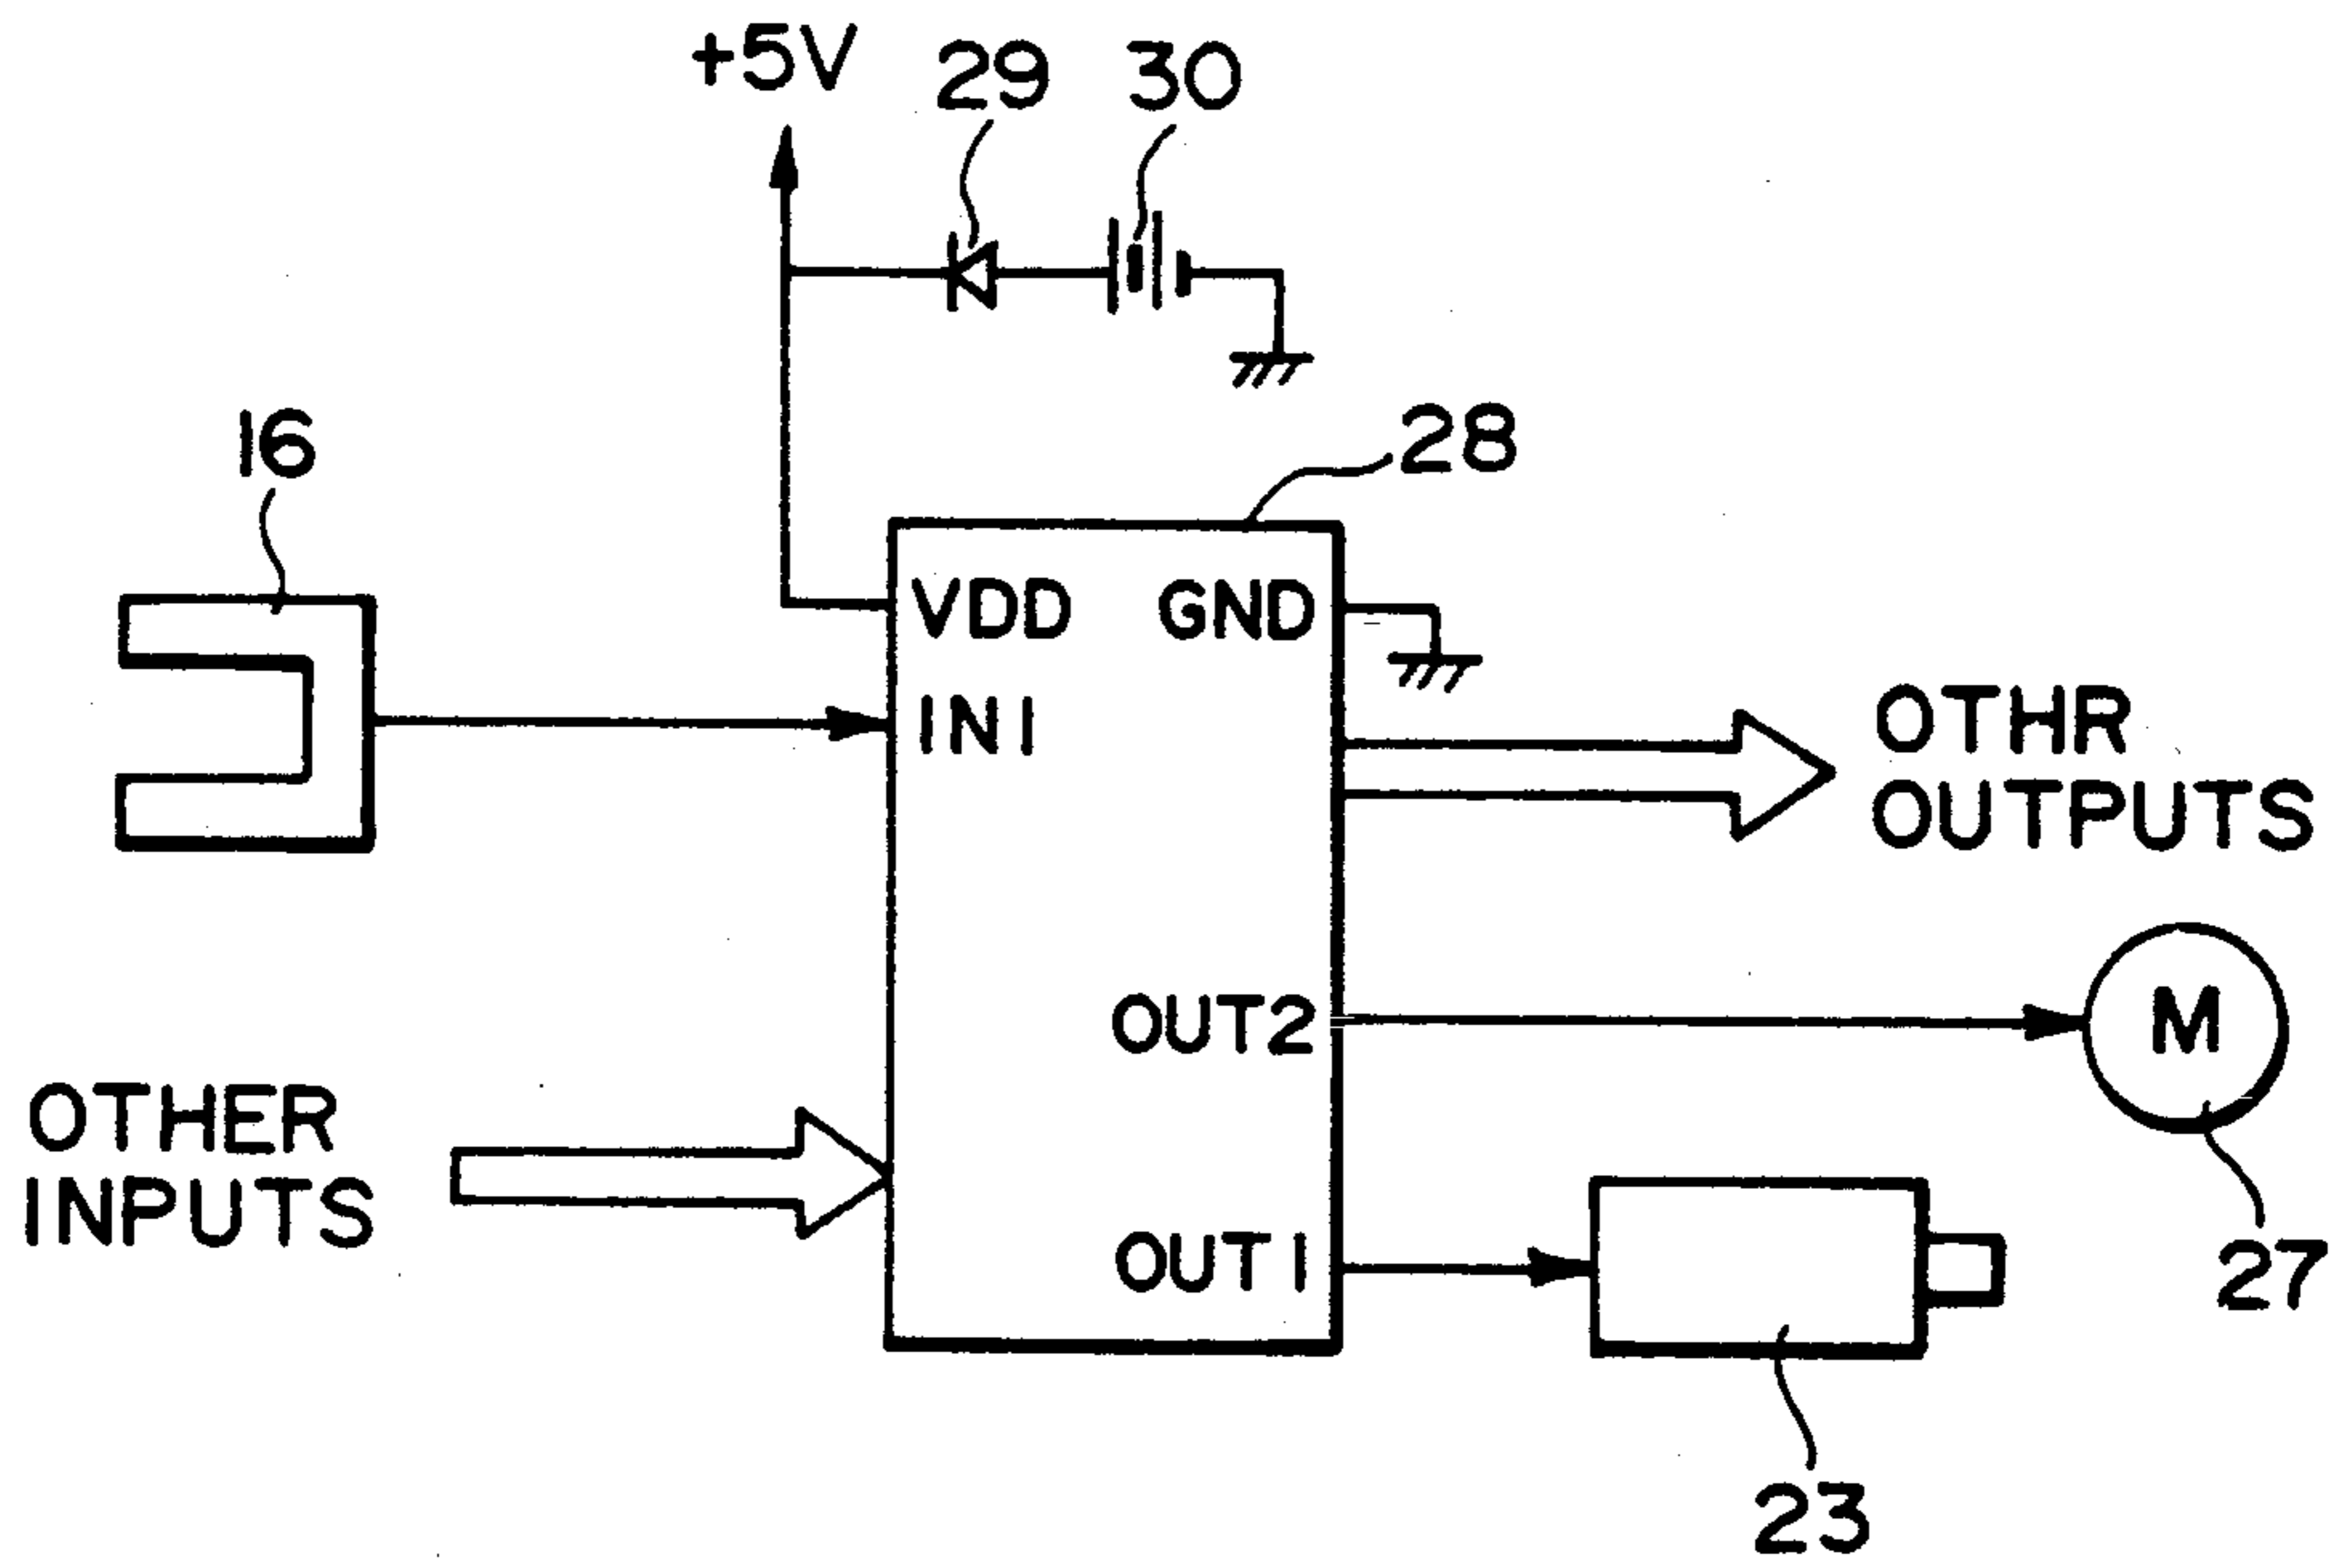 +5V 29 30
16
28
VDD GND
IN1
OTHR
OUTPUTS
OUT2
M
OTHER
INPUTS
OUT1
27
23